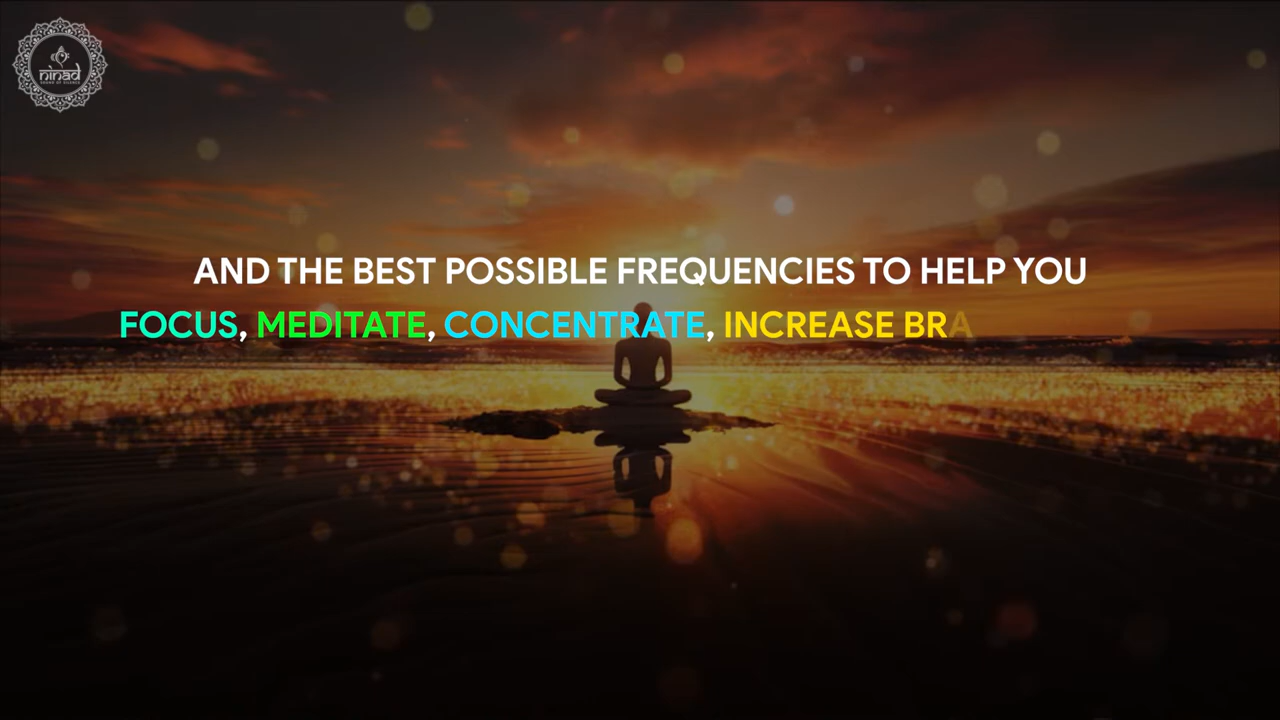 ninad
AND THE BEST POSSIBLE FREQUENCIES TO HELP YOU
FOCUS, MEDITATE, CONCENTRATE, INCREASE BRA